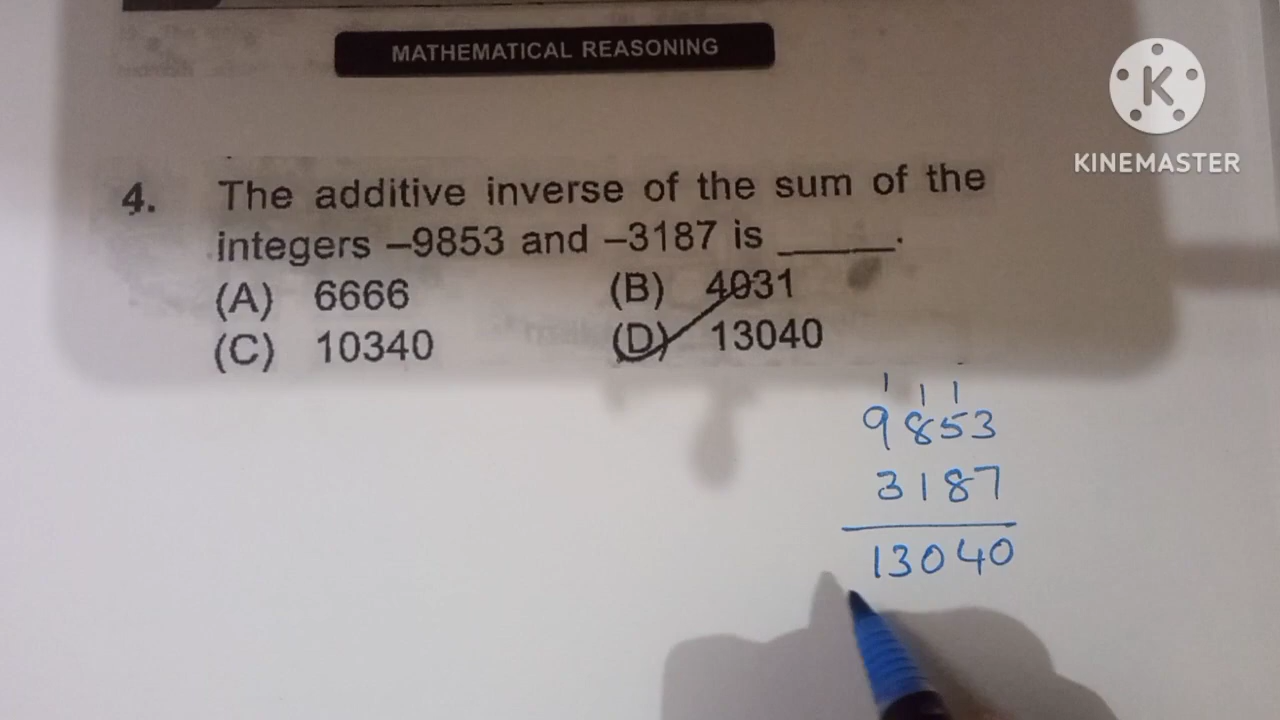 MATHEMATICAL REASONING
KINEMASTER
4. The additive inverse of the sum of the
integers –9853 and –3187 is _____.
(A) 6666 (B) 4031
(C) 10340 (D) 13040
1 1 1
9853
3187
13040